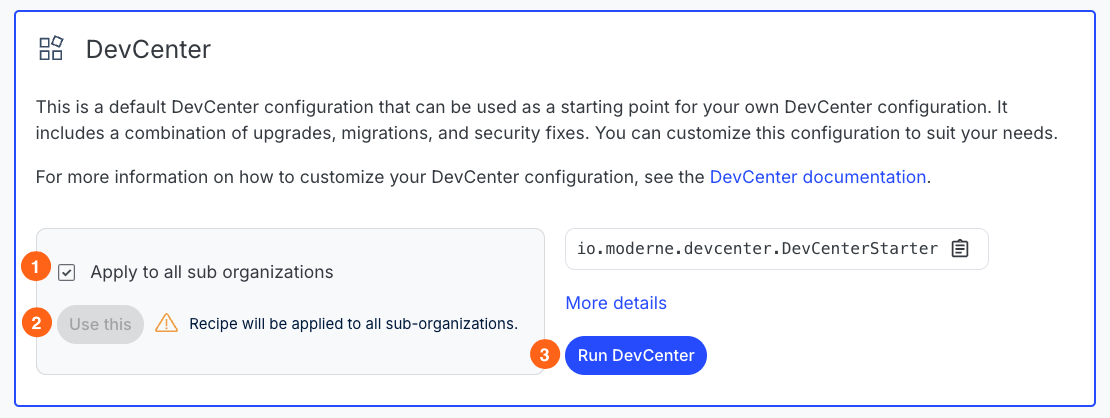 DevCenter
This is a default DevCenter configuration that can be used as a starting point for your own DevCenter configuration. It
includes a combination of upgrades, migrations, and security fixes. You can customize this configuration to suit your needs.
For more information on how to customize your DevCenter configuration, see the DevCenter documentation.
1 Apply to all sub organizations
2 Use this Recipe will be applied to all sub-organizations.
io.moderne.devcenter.DevCenterStarter
More details
3 Run DevCenter